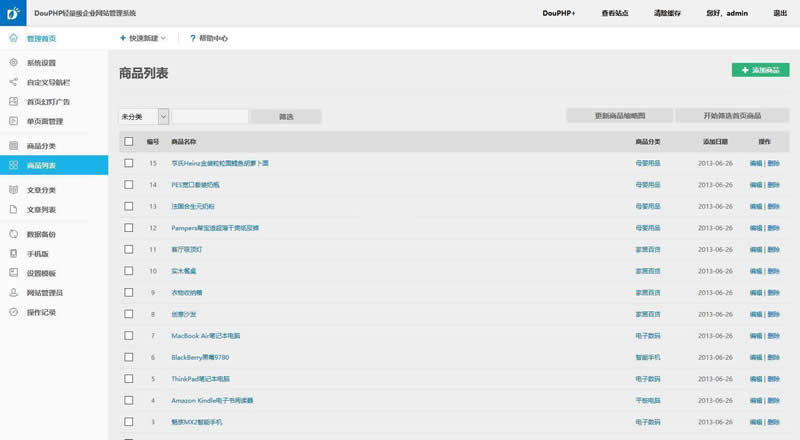 DouPHP轻量级企业网站管理系统
DouPHP+ 查看站点 清除缓存 您好，admin 退出
管理首页
系统设置
自定义导航栏
首页幻灯广告
单页面管理
商品分类
商品列表
文章分类
文章列表
数据备份
手机版
设置模板
网站管理员
操作记录
快速新建 ? 帮助中心
商品列表
添加商品
未分类 筛选 更新商品缩略图 开始筛选首页商品
编号 商品名称 商品分类 添加日期 操作
15 亨氏Heinz金装粒粒面鳕鱼胡萝卜面 母婴用品 2013-06-26 编辑 | 删除
14 PES宽口套装奶瓶 母婴用品 2013-06-26 编辑 | 删除
13 法国合生元奶粉 母婴用品 2013-06-26 编辑 | 删除
12 Pampers帮宝适超薄干爽纸尿裤 母婴用品 2013-06-26 编辑 | 删除
11 客厅吸顶灯 家居百货 2013-06-26 编辑 | 删除
10 实木餐桌 家居百货 2013-06-26 编辑 | 删除
9 衣物收纳箱 家居百货 2013-06-26 编辑 | 删除
8 创意沙发 家居百货 2013-06-26 编辑 | 删除
7 MacBook Air笔记本电脑 电子数码 2013-06-26 编辑 | 删除
6 BlackBerry黑莓9780 智能手机 2013-06-26 编辑 | 删除
5 ThinkPad笔记本电脑 电子数码 2013-06-26 编辑 | 删除
4 Amazon Kindle电子书阅读器 平板电脑 2013-06-26 编辑 | 删除
3 魅族MX2智能手机 电子数码 2013-06-26 编辑 | 删除